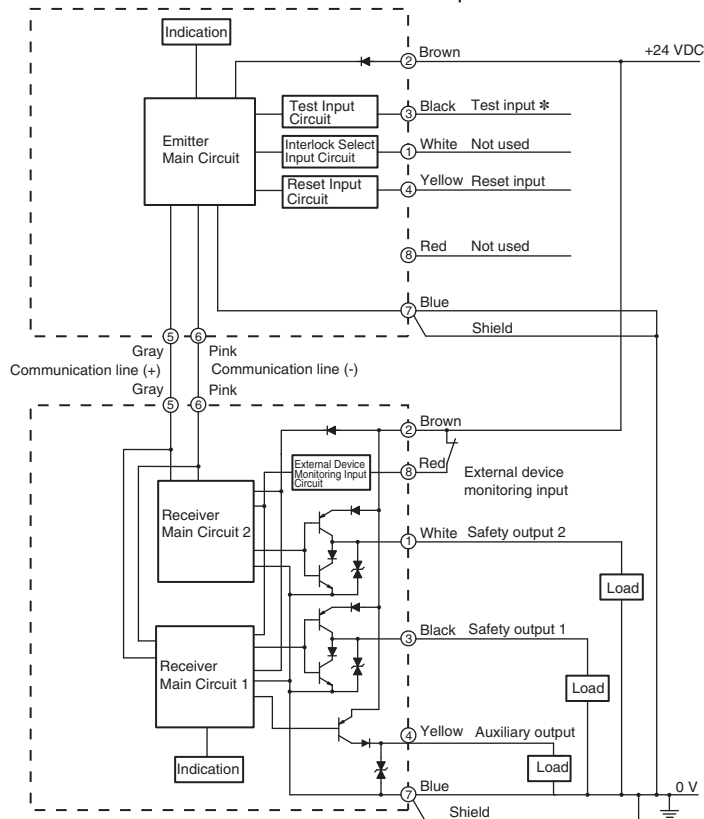 Indication
② Brown
+24 VDC
Test Input
Circuit
③ Black Test input *
Emitter
Main Circuit
Interlock Select
Input Circuit
① White Not used
Reset Input
Circuit
④ Yellow Reset input
⑧ Red Not used
⑦ Blue
Shield
⑤ ⑥
Gray Pink
Communication line (+) Communication line (-)
Gray Pink
⑤ ⑥
② Brown
External Device
Monitoring Input
Circuit
⑧ Red
External device
monitoring input
Receiver
Main Circuit 2
① White Safety output 2
Load
③ Black Safety output 1
Receiver
Main Circuit 1
Load
④ Yellow Auxiliary output
Indication
Load
⑦ Blue
0 V
Shield